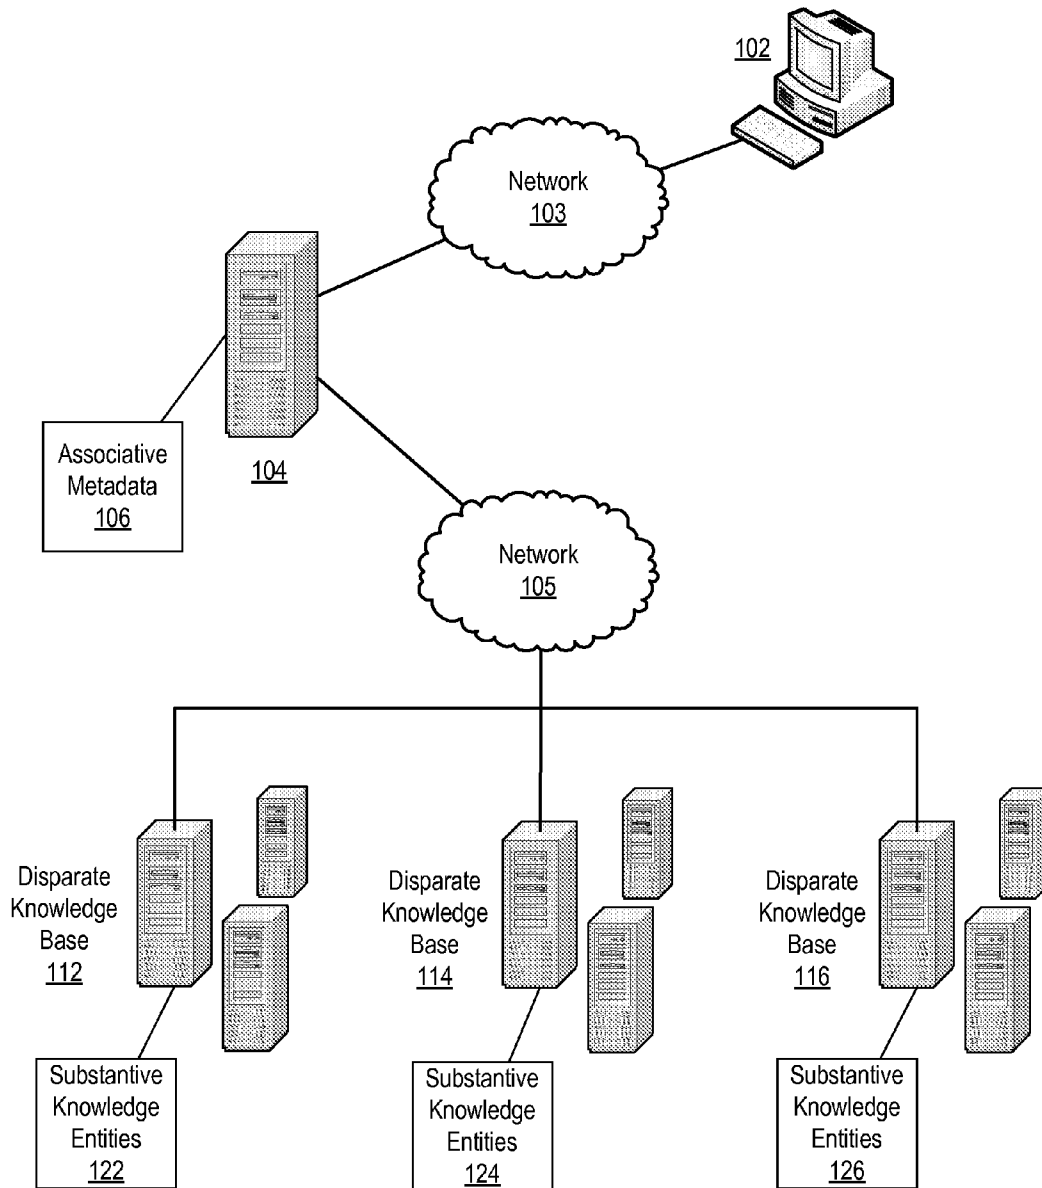 102
Network
103
104
Associative
Metadata
106
Network
105
Disparate
Knowledge
Base
112
Disparate
Knowledge
Base
114
Disparate
Knowledge
Base
116
Substantive
Knowledge
Entities
122
Substantive
Knowledge
Entities
124
Substantive
Knowledge
Entities
126